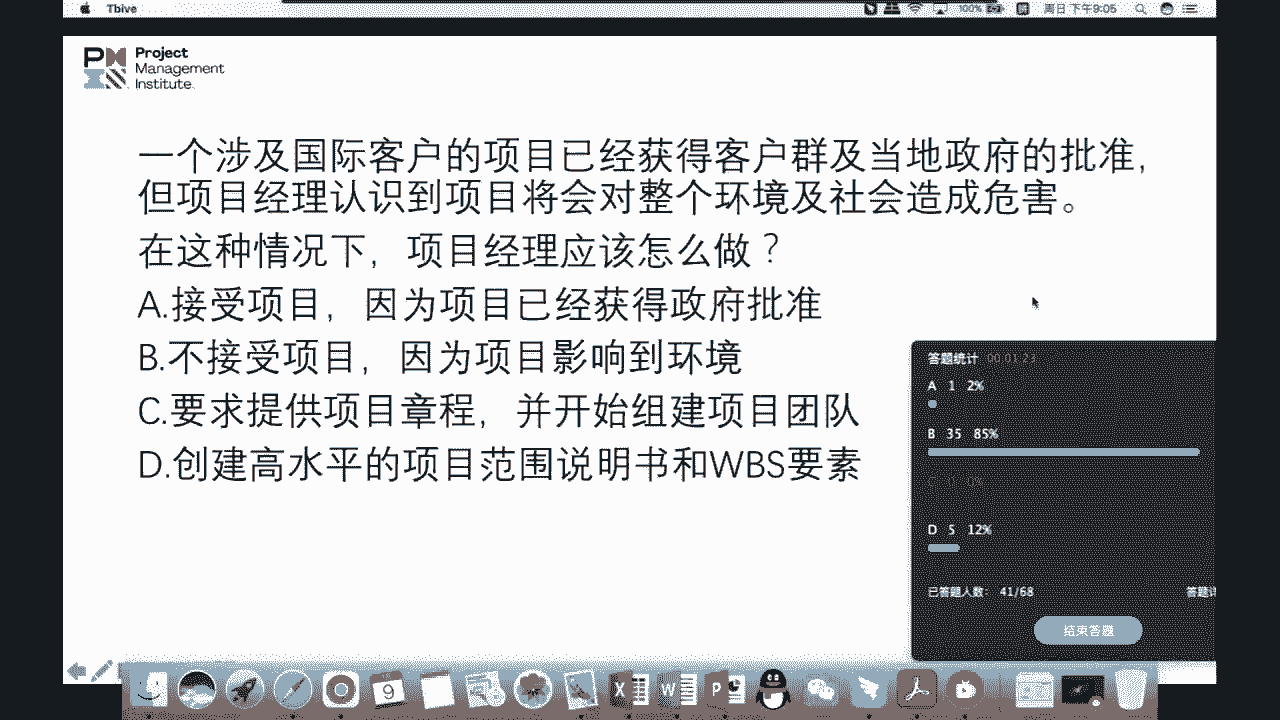 Tbive
100% 周日 下午9:05
Project
Management
Institute.
一个涉及国际客户的项目已经获得客户群及当地政府的批准，
但项目经理认识到项目将会对整个环境及社会造成危害。
在这种情况下，项目经理应该怎么做？
A.接受项目，因为项目已经获得政府批准
B.不接受项目，因为项目影响到环境
C.要求提供项目章程，并开始组建项目团队
D.创建高水平的项目范围说明书和WBS要素
答题统计 00:01:23
A 1 2%
B 35 85%
C 0 0%
D 5 12%
已答题人数： 41/68
答题详
结束答题
9